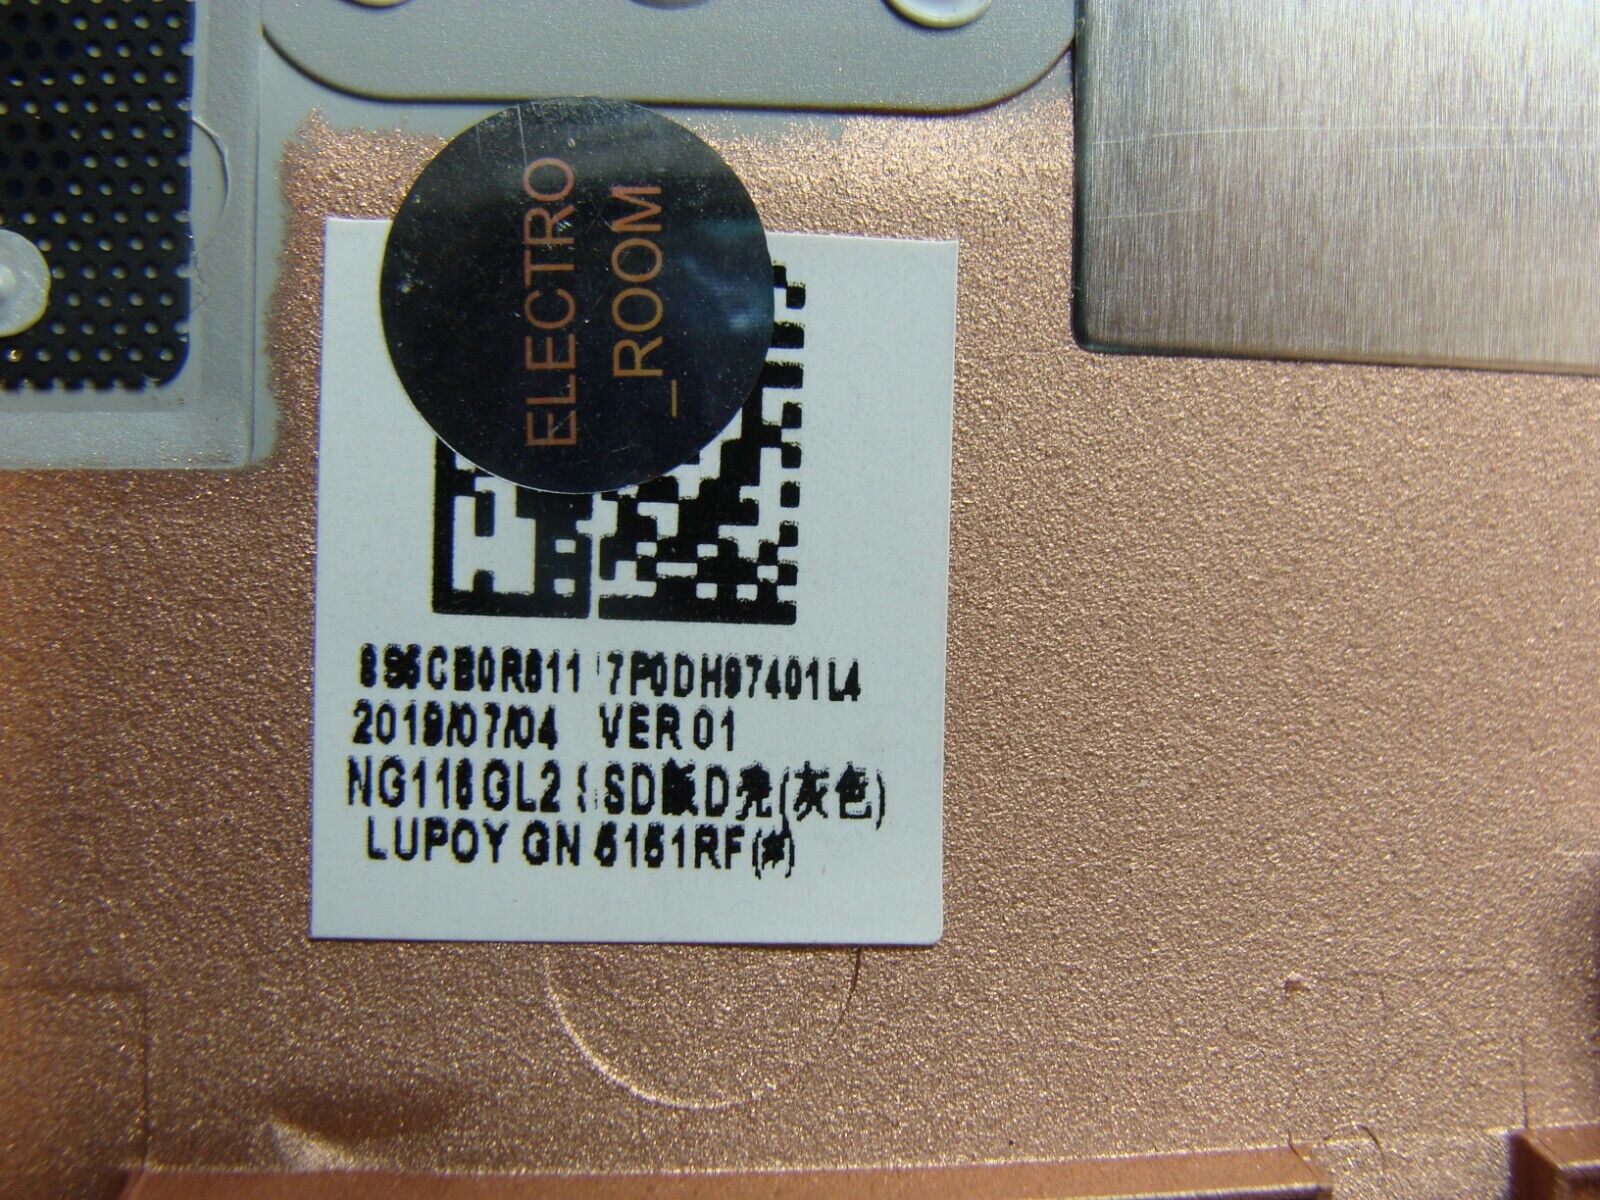 ELECTRO
_ROOM
8S5CB0R611 7P0DH97401L4
2019/07/04 VER 01
NG116GL2 SSD版D壳(灰色)
LUPOY GN 5151RF